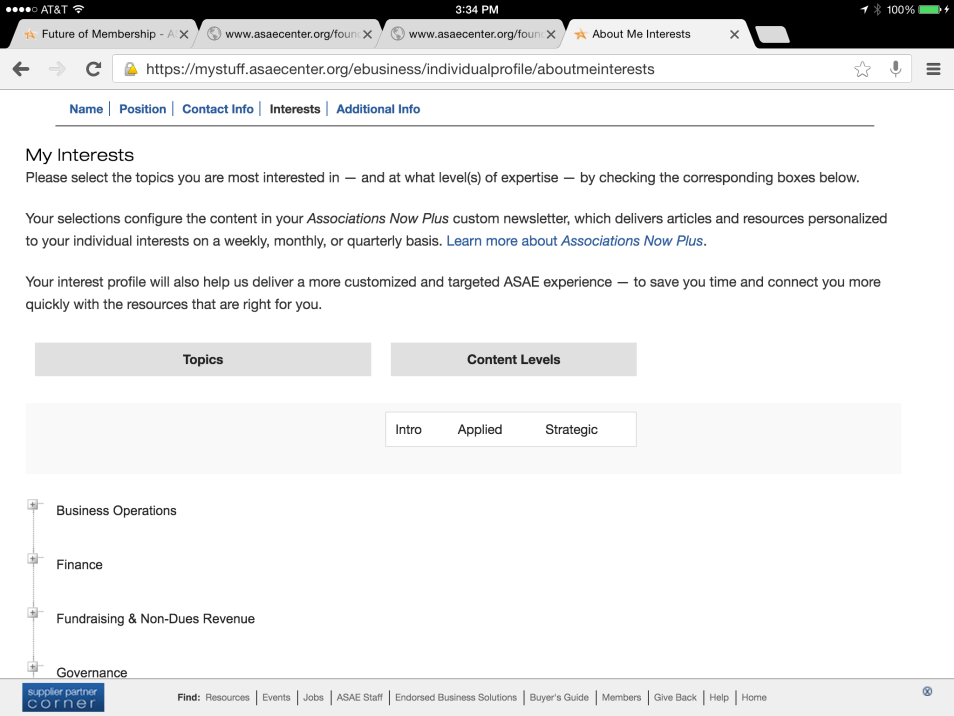 AT&T 3:34 PM 100%
Future of Membership - A www.asaecenter.org/foun www.asaecenter.org/foun About Me Interests
https://mystuff.asaecenter.org/ebusiness/individualprofile/aboutmeinterests
Name | Position | Contact Info | Interests | Additional Info
My Interests
Please select the topics you are most interested in — and at what level(s) of expertise — by checking the corresponding boxes below.
Your selections configure the content in your Associations Now Plus custom newsletter, which delivers articles and resources personalized
to your individual interests on a weekly, monthly, or quarterly basis. Learn more about Associations Now Plus.
Your interest profile will also help us deliver a more customized and targeted ASAE experience — to save you time and connect you more
quickly with the resources that are right for you.
Topics Content Levels
Intro Applied Strategic
Business Operations
Finance
Fundraising & Non-Dues Revenue
Governance
supplier partner
corner
Find: Resources | Events | Jobs | ASAE Staff | Endorsed Business Solutions | Buyer's Guide | Members | Give Back | Help | Home